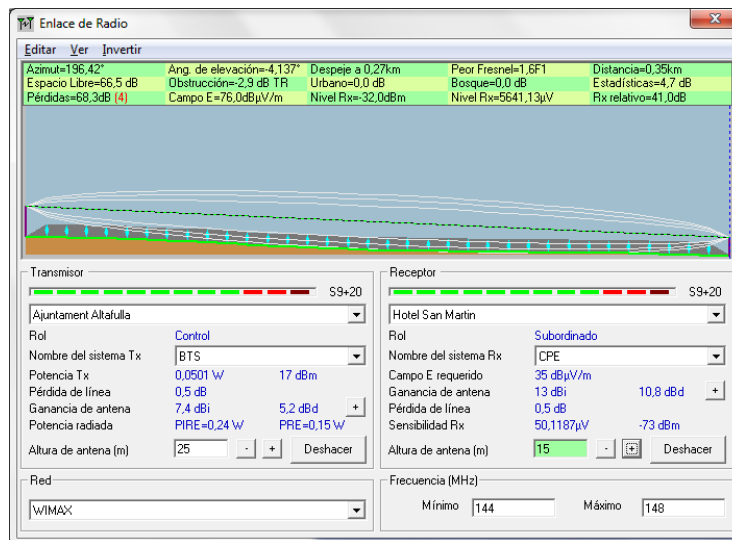 Enlace de Radio
Editar Ver Invertir
Azimut=196,42° Ang. de elevación=-4,137° Despeje a 0,27km Peor Fresnel=1,6F1 Distancia=0,35km
Espacio Libre=66,5 dB Obstrucción=-2,9 dB TR Urbano=0,0 dB Bosque=0,0 dB Estadísticas=4,7 dB
Pérdidas=68,3dB (4) Campo E=76,0dBµV/m Nivel Rx=-32,0dBm Nivel Rx=5641,13µV Rx relativo=41,0dB
Transmisor
S9+20
Ajuntament Altafulla
Rol Control
Nombre del sistema Tx BTS
Potencia Tx 0,0501 W 17 dBm
Pérdida de línea 0,5 dB
Ganancia de antena 7,4 dBi 5,2 dBd +
Potencia radiada PIRE=0,24 W PRE=0,15 W
Altura de antena (m) 25 - + Deshacer
Receptor
S9+20
Hotel San Martin
Rol Subordinado
Nombre del sistema Rx CPE
Campo E requerido 35 dBµV/m
Ganancia de antena 13 dBi 10,8 dBd +
Pérdida de línea 0,5 dB
Sensibilidad Rx 50,1187µV -73 dBm
Altura de antena (m) 15 - + Deshacer
Red
WIMAX
Frecuencia (MHz)
Mínimo 144 Máximo 148